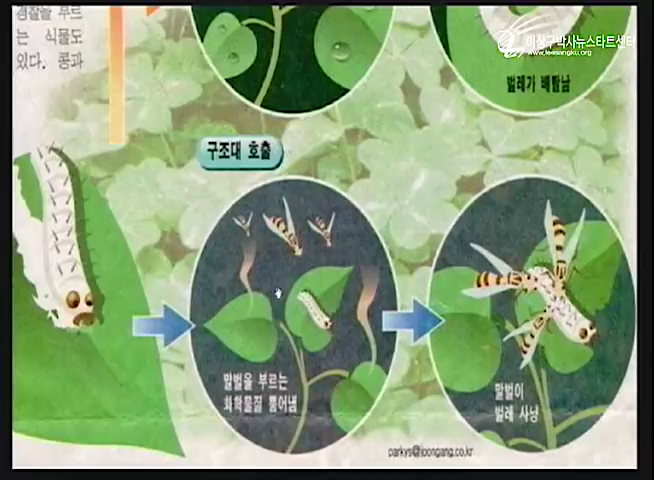 경찰을 부르
는 식물도
있다. 콩과
이상구박사뉴스타트센터
www.leesangku.org
벌레가 배탈남
구조대 호출
말벌을 부르는
화학물질 뿜어냄
말벌이
벌레 사냥
parkys@joongang.co.kr